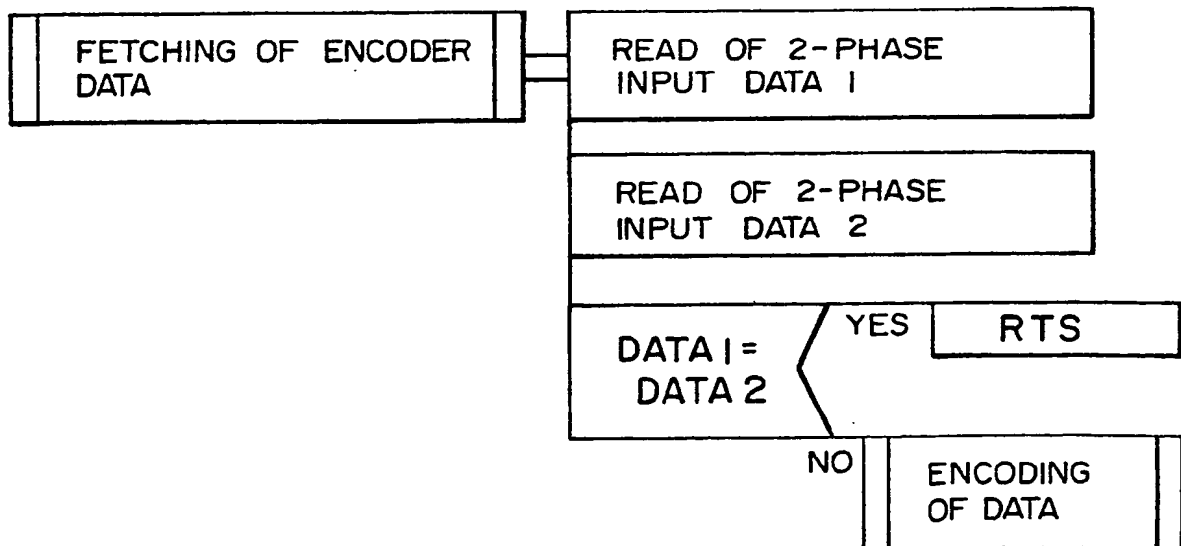 FETCHING OF ENCODER
DATA
READ OF 2-PHASE
INPUT DATA 1
READ OF 2-PHASE
INPUT DATA 2
DATA 1=
DATA 2
YES
RTS
NO
ENCODING
OF DATA